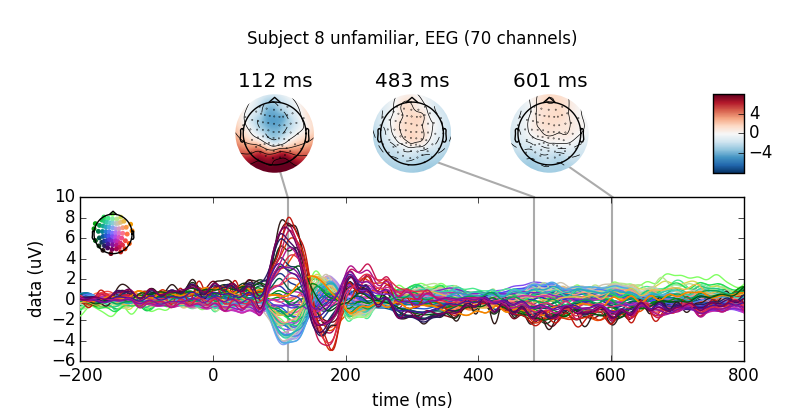 Subject 8 unfamiliar, EEG (70 channels)
112 ms 483 ms 601 ms
4
0
−4
10
8
6
4
2
0
−2
−4
−6
data (uV)
−200 0 200 400 600 800
time (ms)